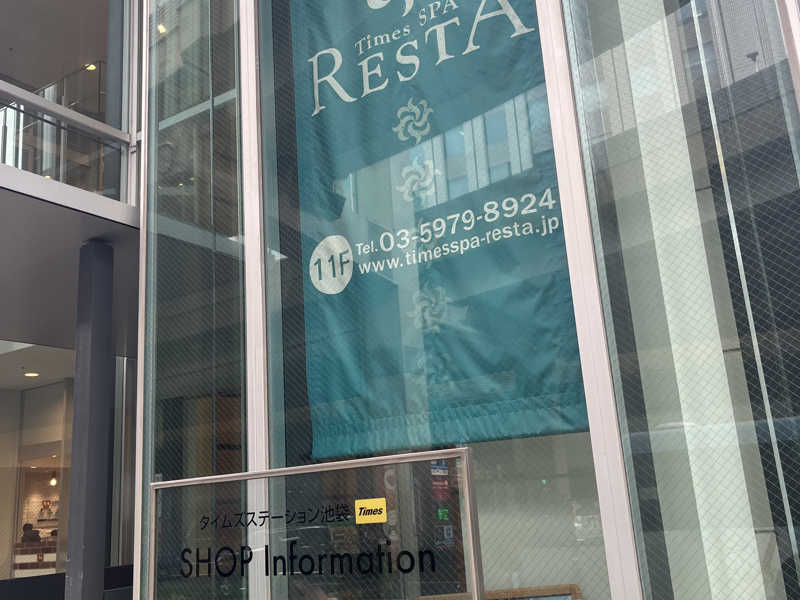 Times SPA
RESTA
11F
Tel.03-5979-8924
www.timesspa-resta.jp
タイムズステーション池袋 Times
SHOP Information